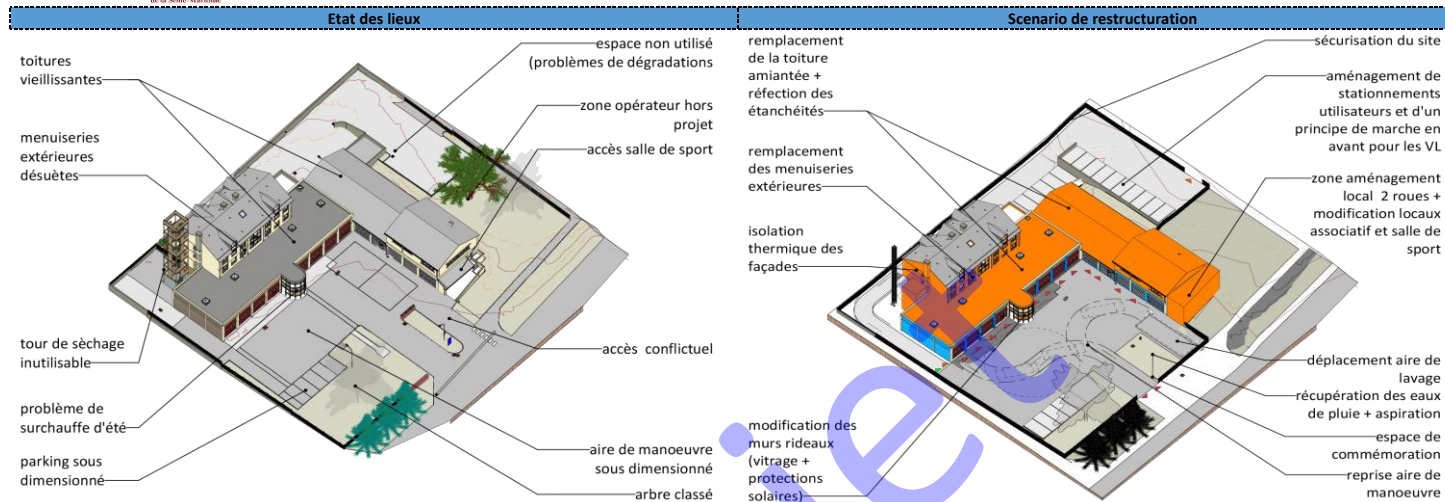 de la Seine-Maritime
Etat des lieux
toitures
vieillissantes
menuiseries
extérieures
désuètes
tour de sèchage
inutilisable
problème de
surchauffe d'été
parking sous
dimensionné
espace non utilisé
(problèmes de dégradations
zone opérateur hors
projet
accès salle de sport
accès conflictuel
aire de manoeuvre
sous dimensionné
arbre classé
Scenario de restructuration
remplacement
de la toiture
amiantée +
réfection des
étanchéités
remplacement
des menuiseries
extérieures
isolation
thermique des
façades
modification des
murs rideaux
(vitrage +
protections
solaires)
sécurisation du site
aménagement de
stationnements
utilisateurs et d'un
principe de marche en
avant pour les VL
zone aménagement
local 2 roues +
modification locaux
associatif et salle de
sport
déplacement aire de
lavage
récupération des eaux
de pluie + aspiration
espace de
commémoration
reprise aire de
manoeuvre